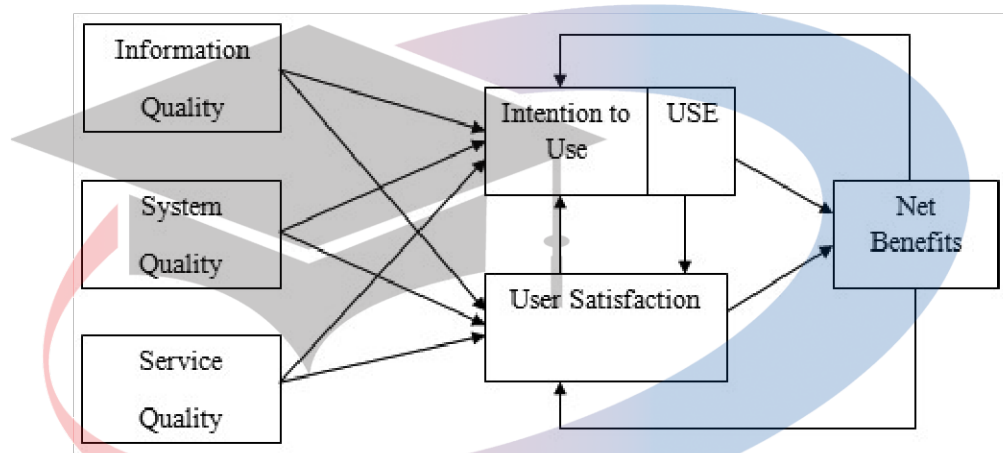 Information
Quality
System
Quality
Service
Quality
Intention to
Use
USE
User Satisfaction
Net
Benefits